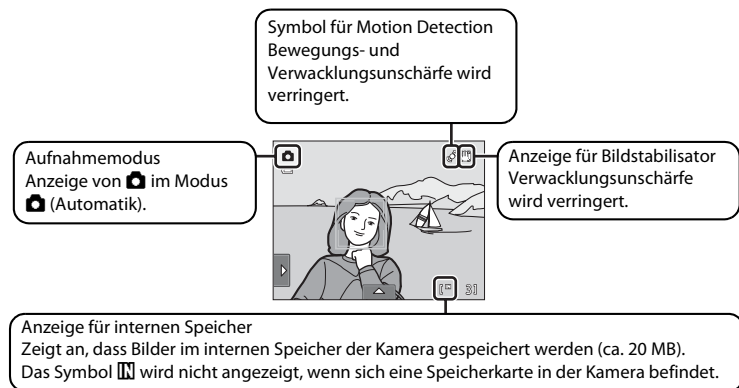 Symbol für Motion Detection
Bewegungs- und
Verwacklungsunschärfe wird
verringert.
Aufnahmemodus
Anzeige von im Modus
(Automatik).
Anzeige für Bildstabilisator
Verwacklungsunschärfe
wird verringert.
31
Anzeige für internen Speicher
Zeigt an, dass Bilder im internen Speicher der Kamera gespeichert werden (ca. 20 MB).
Das Symbol IN wird nicht angezeigt, wenn sich eine Speicherkarte in der Kamera befindet.